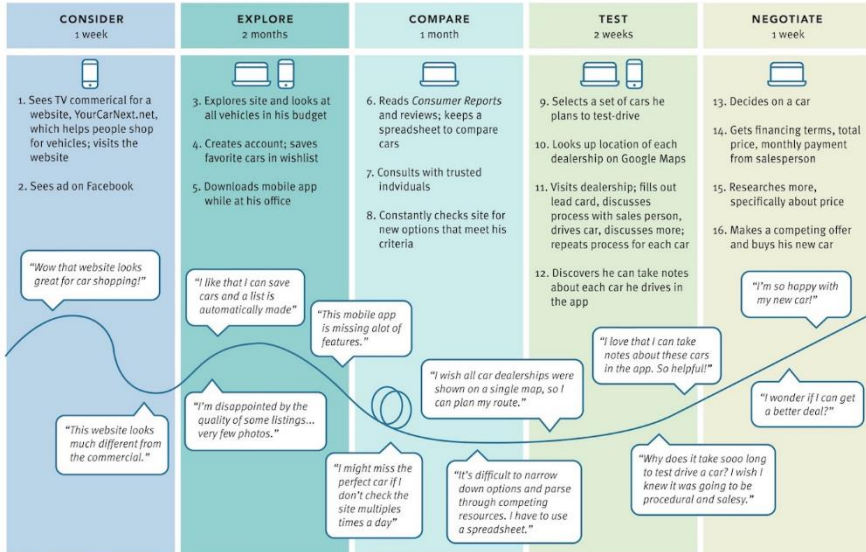 CONSIDER
1 week
EXPLORE
2 months
COMPARE
1 month
TEST
2 weeks
NEGOTIATE
1 week
1. Sees TV commerical for a
website, YourCarNext.net,
which helps people shop
for vehicles; visits the
website
2. Sees ad on Facebook
3. Explores site and looks at
all vehicles in his budget
4. Creates account; saves
favorite cars in wishlist
5. Downloads mobile app
while at his office
6. Reads Consumer Reports
and reviews; keeps a
spreadsheet to compare
cars
7. Consults with trusted
indivduals
8. Constantly checks site for
new options that meet his
criteria
9. Selects a set of cars he
plans to test-drive
10. Looks up location of each
dealership on Google Maps
11. Visits dealership; fills out
lead card, discusses
process with sales person,
drives car, discusses more;
repeats process for each car
12. Discovers he can take notes
about each car he drives in
the app
13. Decides on a car
14. Gets financing terms, total
price, monthly payment
from salesperson
15. Researches more,
specifically about price
16. Makes a competing offer
and buys his new car
"Wow that website looks
great for car shopping!"
"This website looks
much different from
the commercial."
"I like that I can save
cars and a list is
automatically made"
"I'm disappointed by the
quality of some listings...
very few photos."
"This mobile app
is missing alot of
features."
"I might miss the
perfect car if I
don't check the
site multiples
times a day"
"I wish all car dealerships were
shown on a single map, so I
can plan my route."
"It's difficult to narrow
down options and parse
through competing
resources. I have to use
a spreadsheet."
"I love that I can take
notes about these cars
in the app. So helpful!"
"Why does it take sooo long
to test drive a car? I wish I
knew it was going to be
procedural and salesy."
"I'm so happy with
my new car!"
"I wonder if I can get
a better deal?"